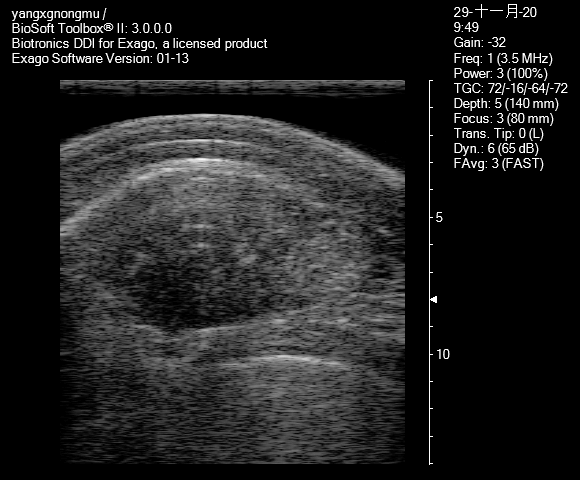 yangxgnongmu /
BioSoft Toolbox® II: 3.0.0.0
Biotronics DDI for Exago, a licensed product
Exago Software Version: 01-13
29-十一月-20
9:49
Gain: -32
Freq: 1 (3.5 MHz)
Power: 3 (100%)
TGC: 72/-16/-64/-72
Depth: 5 (140 mm)
Focus: 3 (80 mm)
Trans. Tip: 0 (L)
Dyn.: 6 (65 dB)
FAvg: 3 (FAST)
5
10